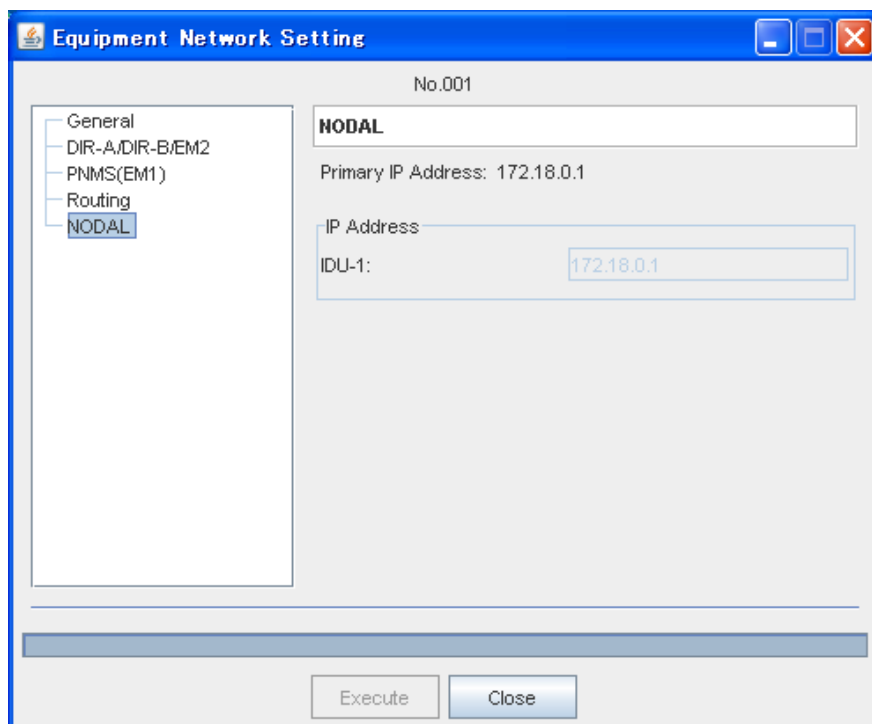 Equipment Network Setting
No.001
General
DIR-A/DIR-B/EM2
PNMS(EM1)
Routing
NODAL
NODAL
Primary IP Address: 172.18.0.1
IP Address
IDU-1: 172.18.0.1
Execute Close